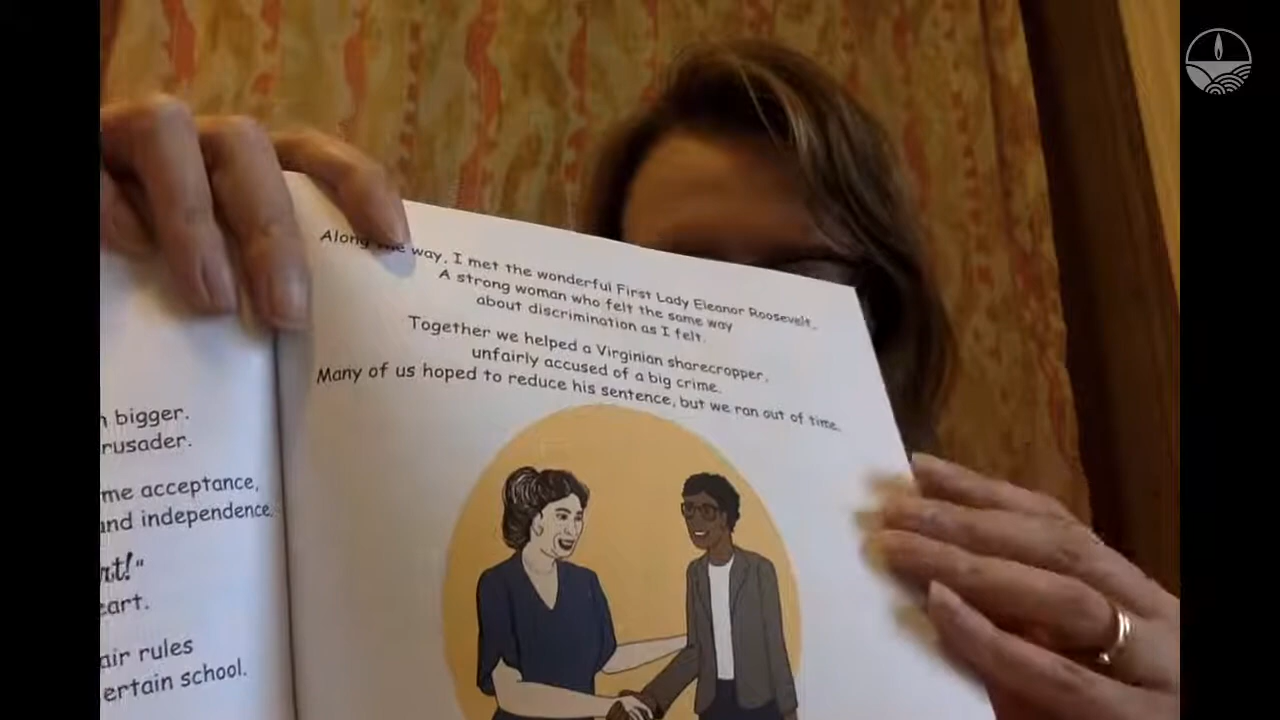 bigger.
rusader.
me acceptance,
and independence.
rt!"
eart.
air rules
ertain school.
Along the way, I met the wonderful First Lady Eleanor Roosevelt.
A strong woman who felt the same way
about discrimination as I felt.
Together we helped a Virginian sharecropper,
unfairly accused of a big crime.
Many of us hoped to reduce his sentence, but we ran out of time.